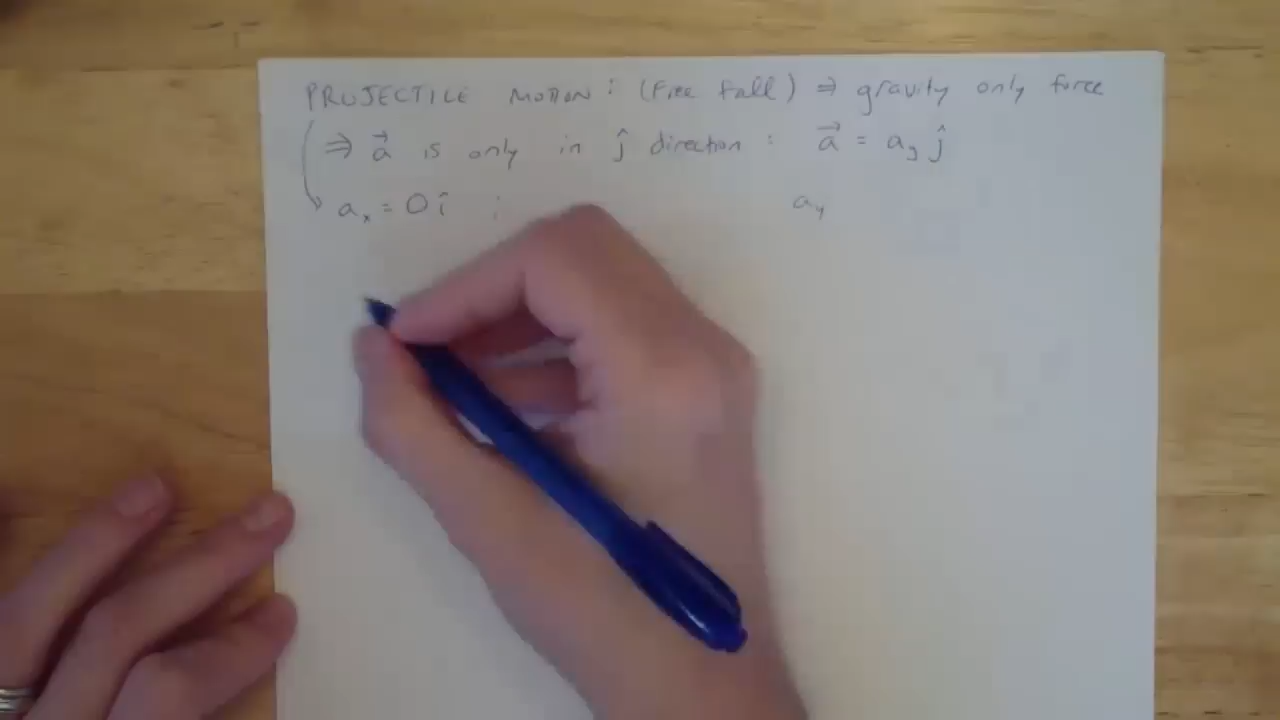 PROJECTILE MOTION : (Free fall) ⇒ gravity only force
⇒ a⃗ is only in ĵ direction : a⃗ = a_y ĵ
a_x = 0 î : a_y